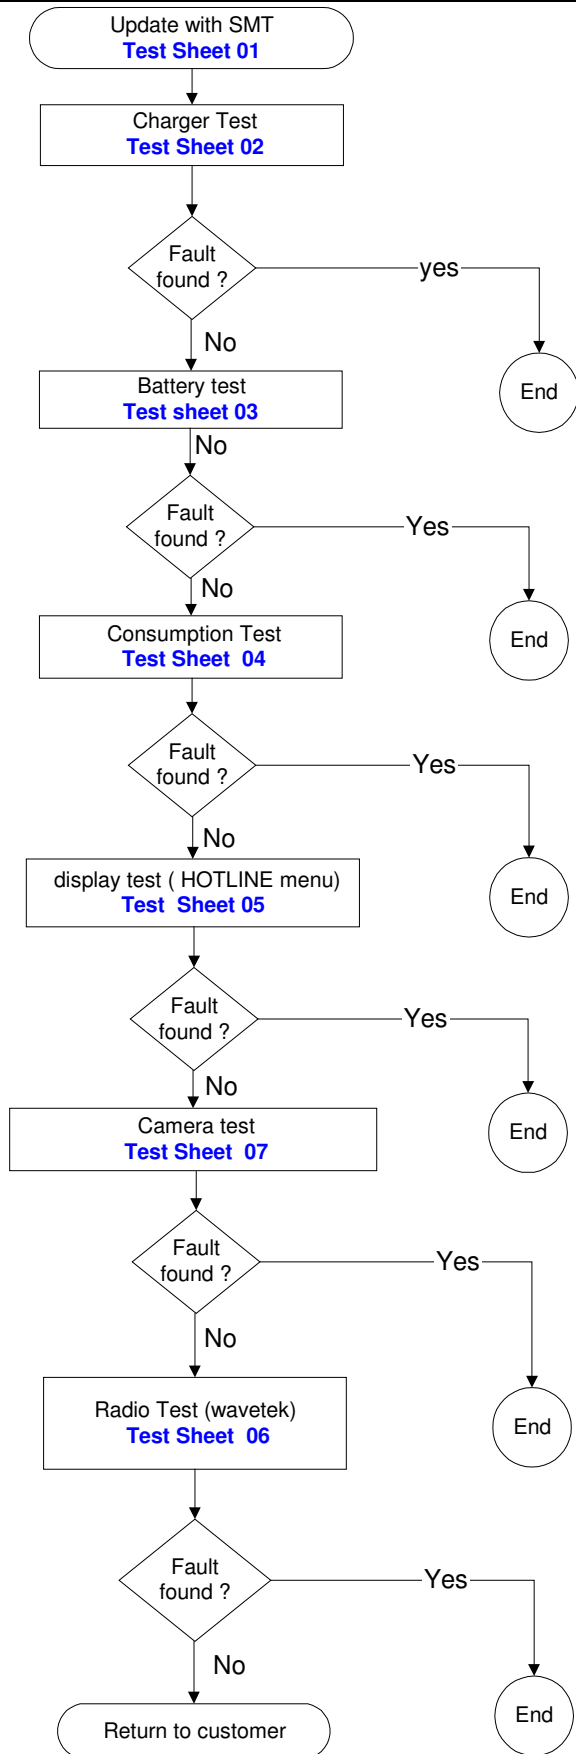 Update with SMT
Test Sheet 01
Charger Test
Test Sheet 02
Fault
found ?
yes
No
End
Battery test
Test sheet 03
No
Fault
found ?
Yes
No
End
Consumption Test
Test Sheet  04
Fault
found ?
Yes
No
End
display test ( HOTLINE menu)
Test  Sheet 05
Fault
found ?
Yes
No
End
Camera test
Test Sheet  07
Fault
found ?
Yes
No
End
Radio Test (wavetek)
Test Sheet  06
Fault
found ?
Yes
No
End
Return to customer